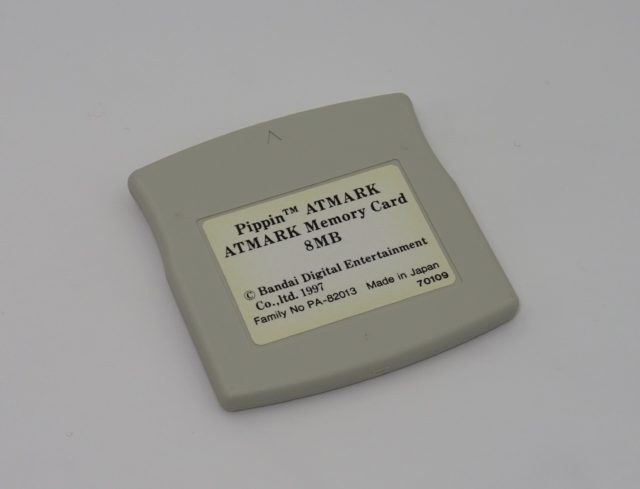 Pippin™ ATMARK
ATMARK Memory Card
8MB
© Bandai Digital Entertainment
Co.,ltd. 1997
Family No PA-82013 Made in Japan
70109